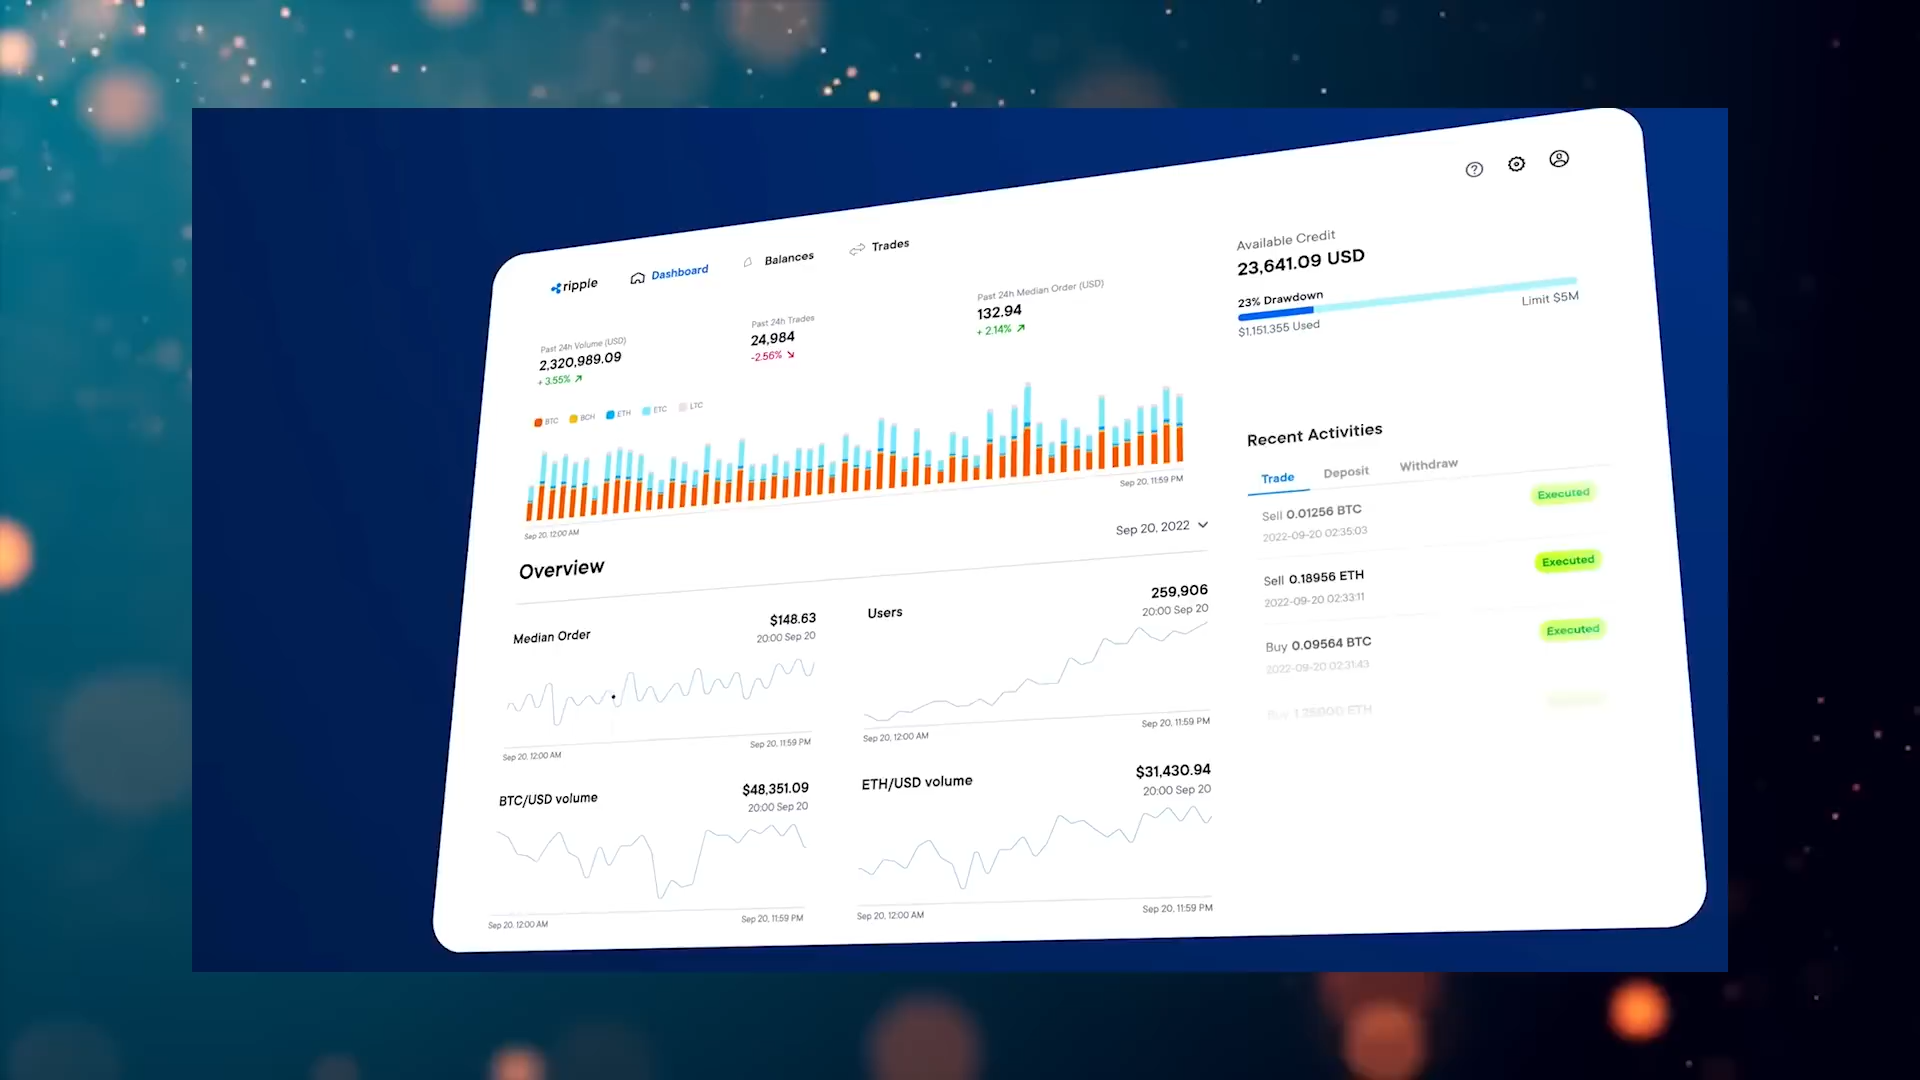 ripple
Dashboard
Balances
Trades
Past 24h Volume (USD)
2,320,989.09
+ 3.55%
Past 24h Trades
24,984
-2.56%
Past 24h Median Order (USD)
132.94
+ 2.14%
BTC
BCH
ETH
ETC
LTC
Sep 20, 12:00 AM
Sep 20, 11:59 PM
Overview
Sep 20, 2022
Median Order
$148.63
20:00 Sep 20
Sep 20, 12:00 AM
Sep 20, 11:59 PM
Users
259,906
20:00 Sep 20
Sep 20, 12:00 AM
Sep 20, 11:59 PM
BTC/USD volume
$48,351.09
20:00 Sep 20
Sep 20, 12:00 AM
Sep 20, 11:59 PM
ETH/USD volume
$31,430.94
20:00 Sep 20
Sep 20, 12:00 AM
Sep 20, 11:59 PM
Available Credit
23,641.09 USD
23% Drawdown
Limit $5M
$1,151,355 Used
Recent Activities
Trade
Deposit
Withdraw
Sell 0.01256 BTC
2022-09-20 02:35:03
Executed
Sell 0.18956 ETH
2022-09-20 02:33:11
Executed
Buy 0.09564 BTC
2022-09-20 02:31:43
Executed
Buy
ETH